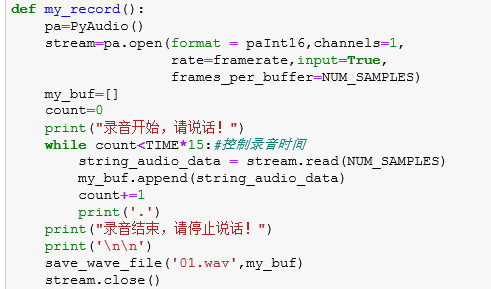 def my_record():
    pa=PyAudio()
    stream=pa.open(format = paInt16,channels=1,
                   rate=framerate,input=True,
                   frames_per_buffer=NUM_SAMPLES)
    my_buf=[]
    count=0
    print("录音开始，请说话！")
    while count<TIME*15:#控制录音时间
        string_audio_data = stream.read(NUM_SAMPLES)
        my_buf.append(string_audio_data)
        count+=1
        print('.')
    print("录音结束，请停止说话！")
    print('\n\n')
    save_wave_file('01.wav',my_buf)
    stream.close()